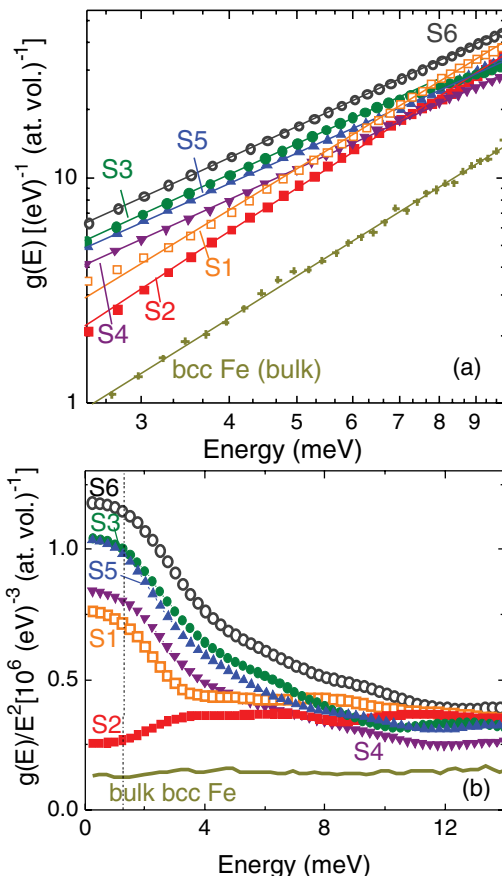 S6
S3
S5
S1
S4
S2
bcc Fe (bulk)
(a)
10
1
g(E) [(eV)⁻¹ (at. vol.)⁻¹
3 4 5 6 7 8 9
Energy (meV)
S6
S3
S5
S1
S2
S4
bulk bcc Fe
(b)
1.0
0.5
0.0
g(E)/E²[10⁶ (eV)⁻³ (at. vol.)⁻¹
0 4 8 12
Energy (meV)